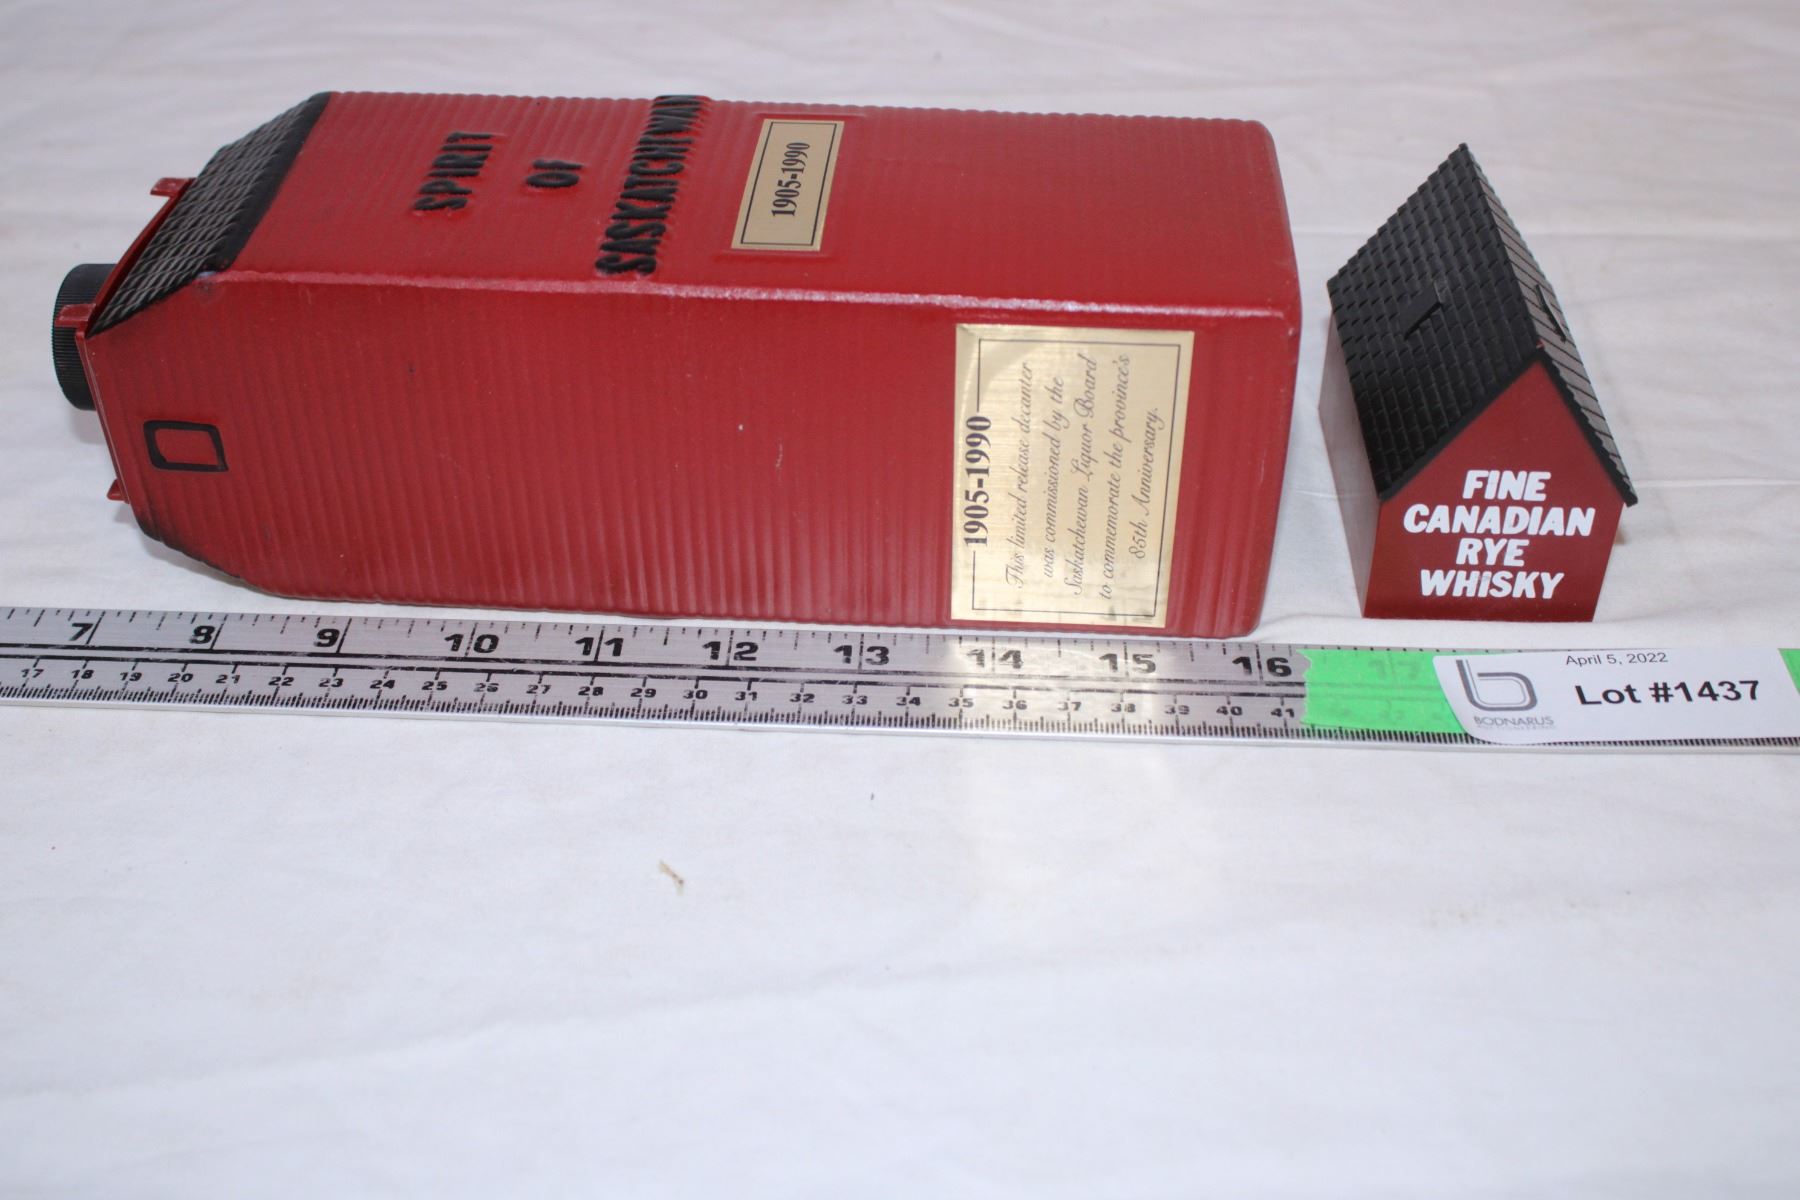 SPIRIT
OF
SASKATCHEWAN
1905-1990
1905-1990
This limited release decanter
was commissioned by the
Saskatchewan Liquor Board
to commemorate the province's
85th Anniversary.
FINE
CANADIAN
RYE
WHISKY
7 8 9 10 11 12 13 14 15 16 17
17 18 19 20 21 22 23 24 25 26 27 28 29 30 31 32 33 34 35 36 37 38 39 40 41
April 5, 2022
Lot #1437
BODNARUS